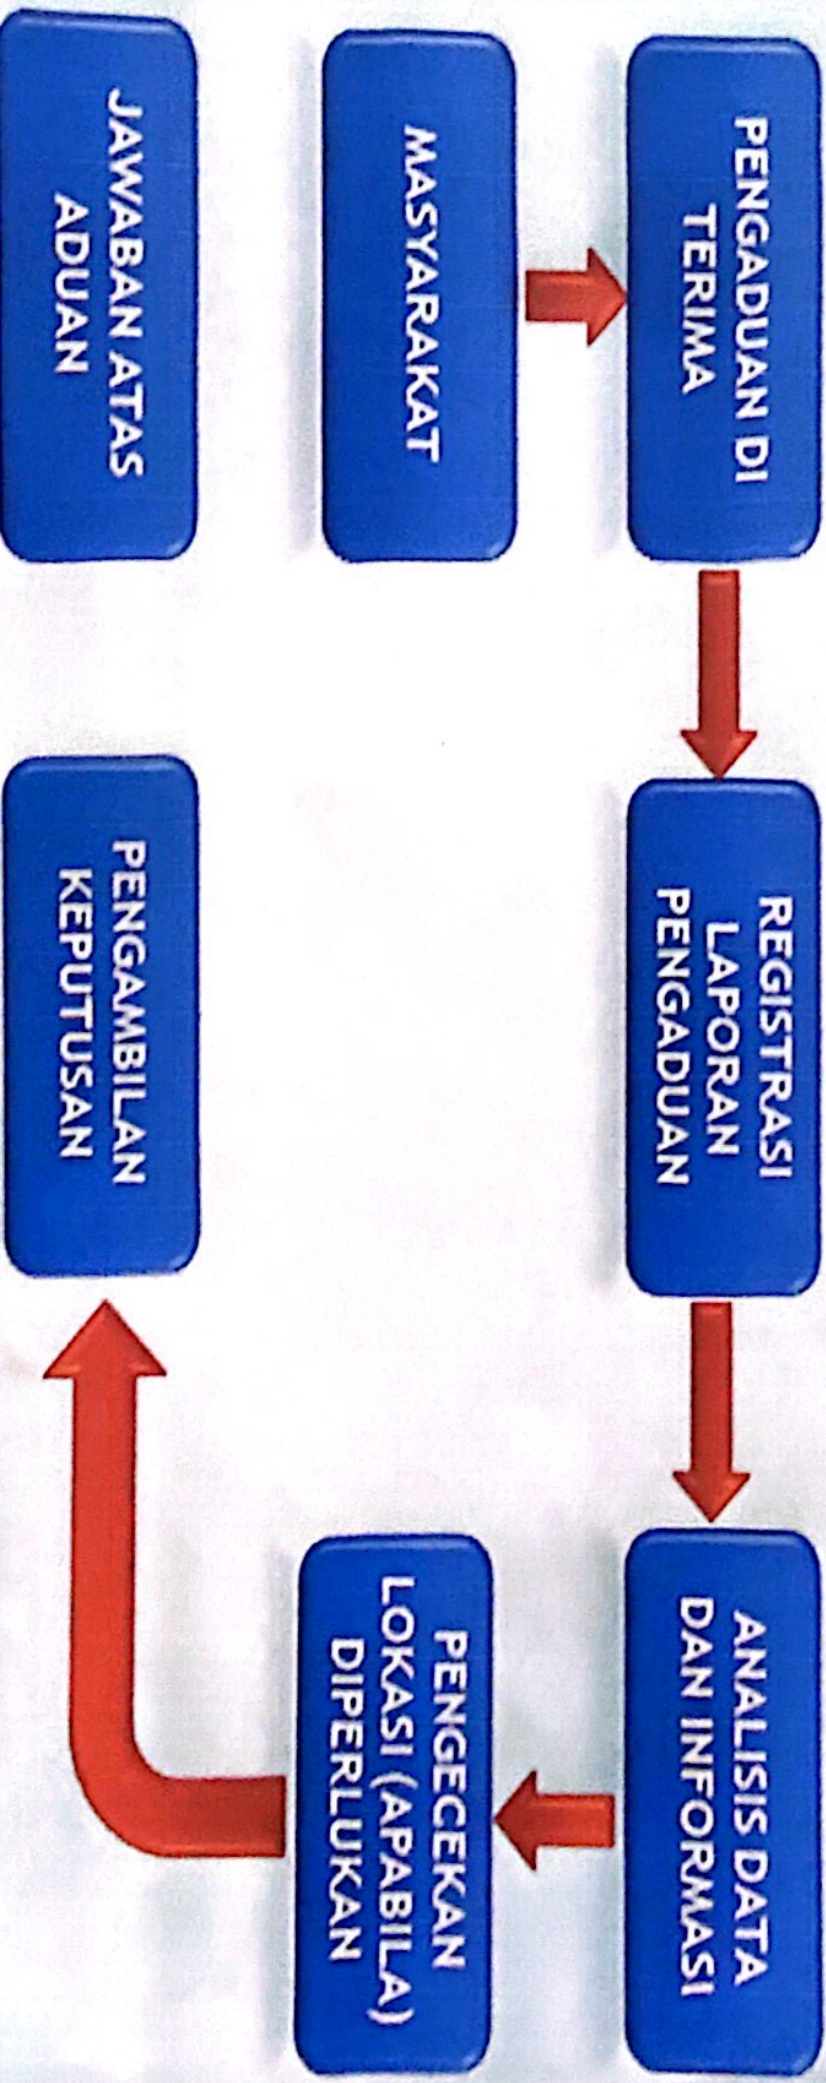 PENGADUAN DI
TERIMA
REGISTRASI
LAPORAN
PENGADUAN
ANALISIS DATA
DAN INFORMASI
MASYARAKAT
PENGECEKAN
LOKASI (APABILA)
DIPERLUKAN
JAWABAN ATAS
ADUAN
PENGAMBILAN
KEPUTUSAN